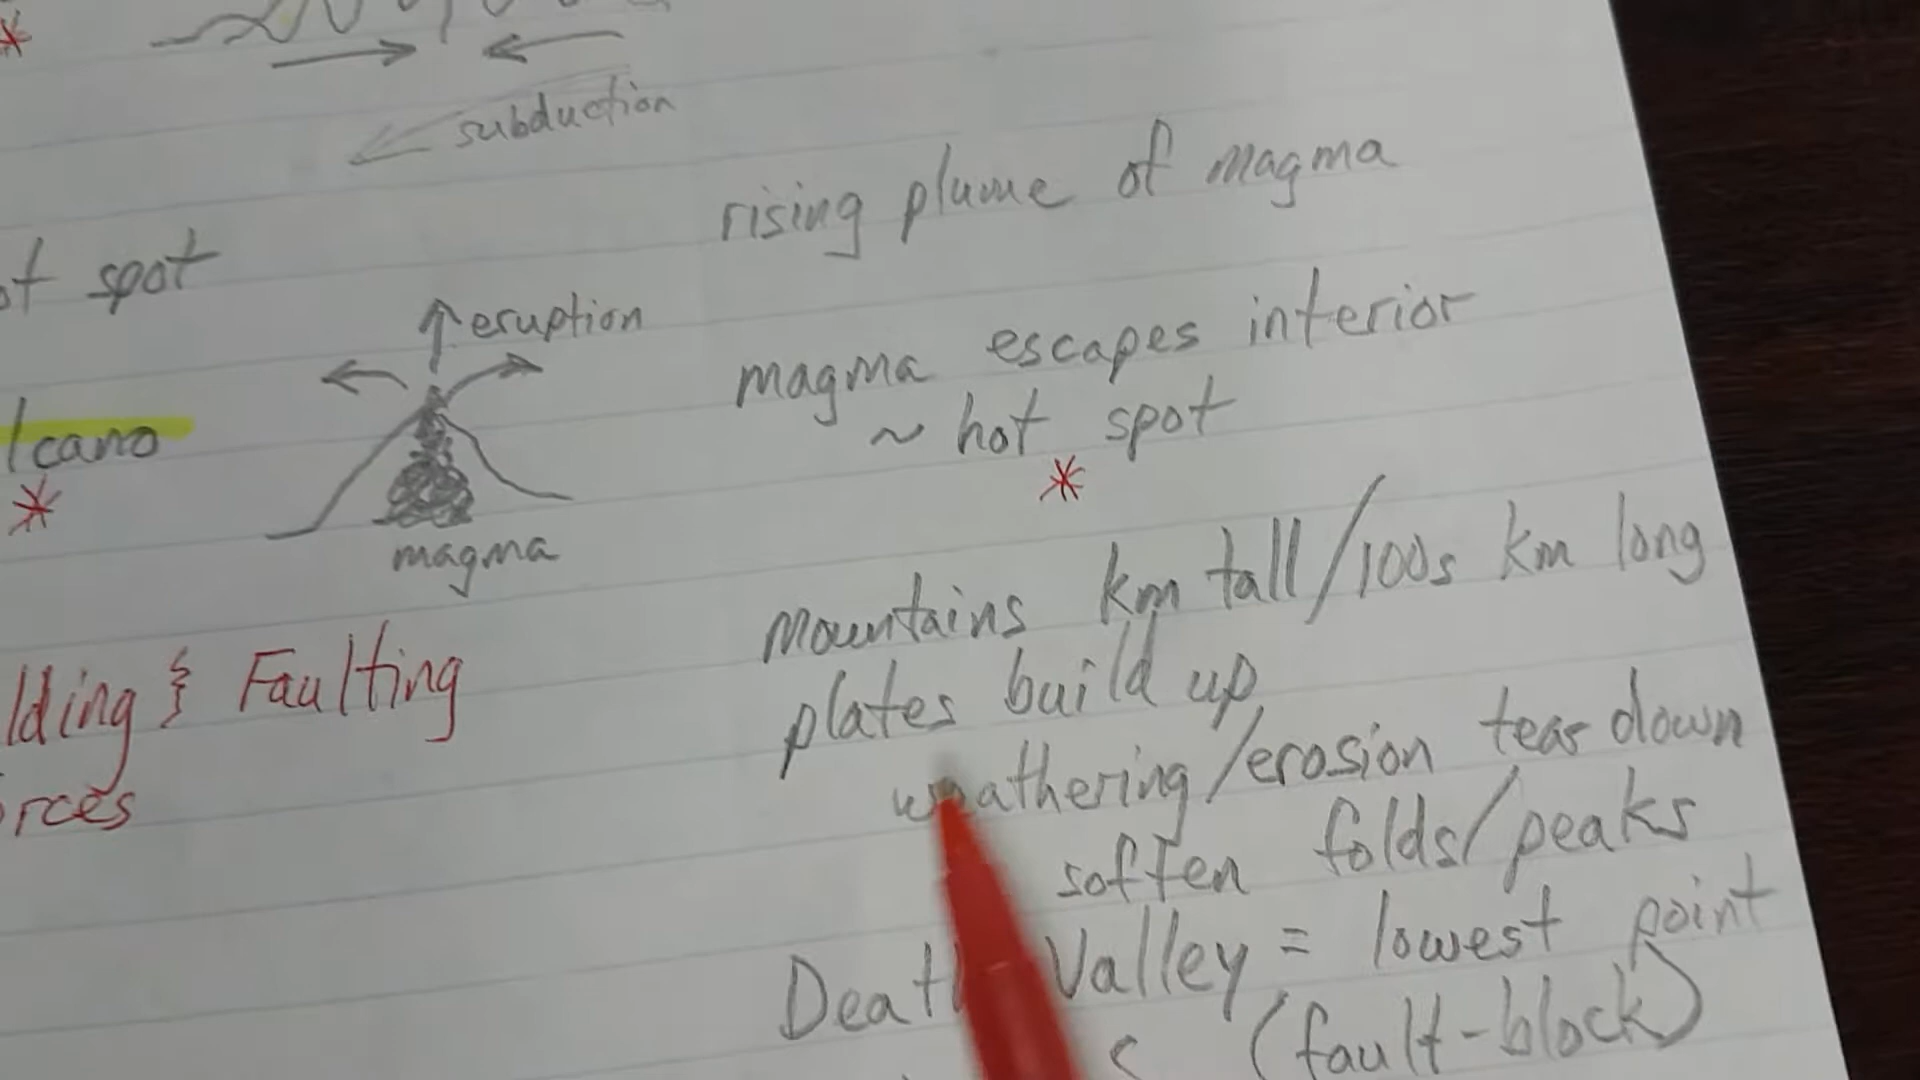 subduction
rising plume of magma
spot
eruption
magma escapes interior
~ hot spot
*
lcano
*
magma
mountains km tall/100s km long
plates build up,
weathering/erosion tear down
soften folds/peaks
lding & Faulting
rces
Death Valley = lowest point
(fault-block)